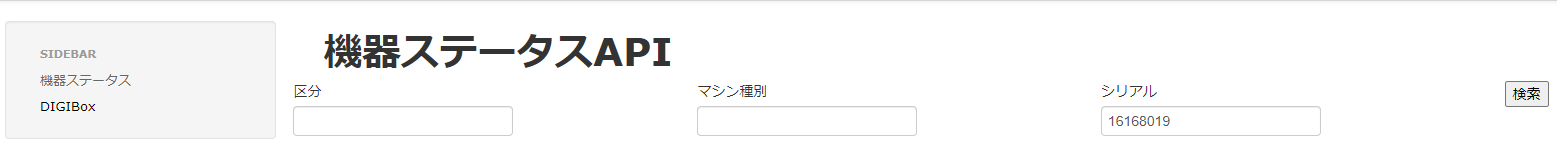 SIDEBAR
機器ステータス
DIGIBox
機器ステータスAPI
区分
マシン種別
シリアル
16168019
検索